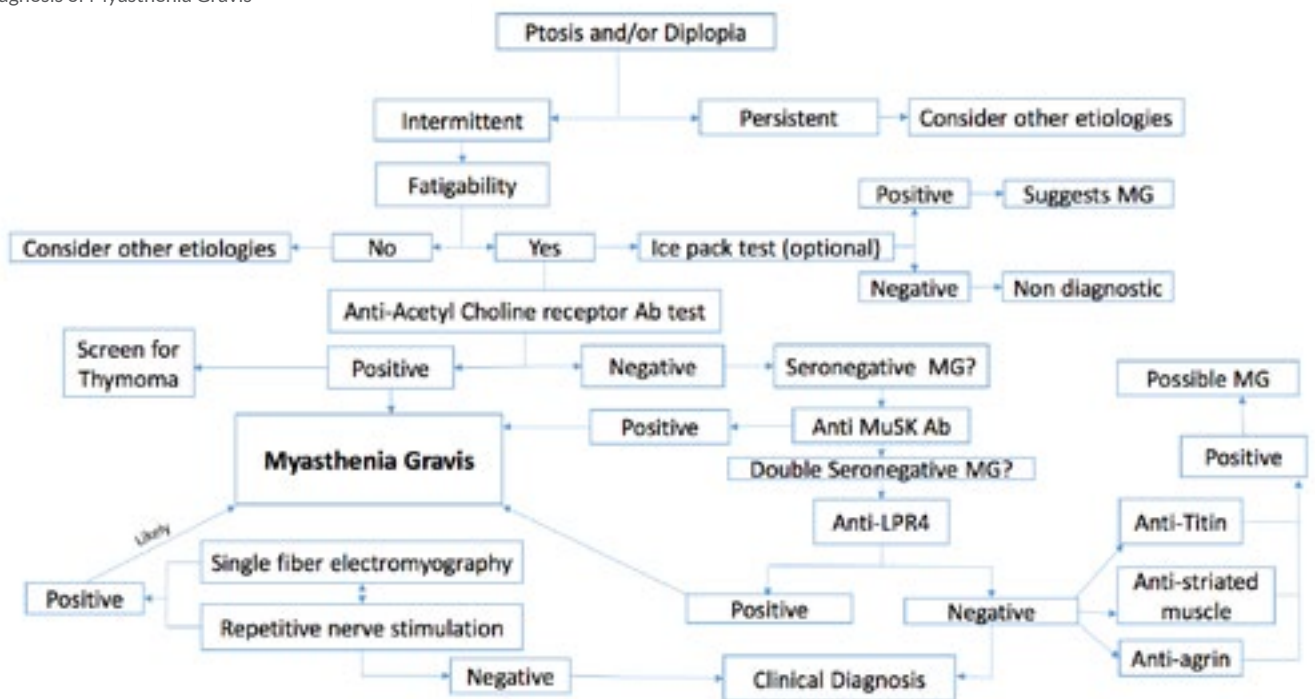 Diagnosis of Myasthenia Gravis
Ptosis and/or Diplopia
Intermittent
Persistent
Consider other etiologies
Fatigability
Positive
Suggests MG
Consider other etiologies
No
Yes
Ice pack test (optional)
Negative
Non diagnostic
Anti-Acetyl Choline receptor Ab test
Screen for
Thymoma
Positive
Negative
Seronegative MG?
Possible MG
Positive
Anti MuSK Ab
Myasthenia Gravis
Double Seronegative MG?
Positive
Anti-LPR4
Anti-Titin
Likely
Single fiber electromyography
Positive
Repetitive nerve stimulation
Positive
Negative
Anti-striated
muscle
Anti-agrin
Negative
Clinical Diagnosis